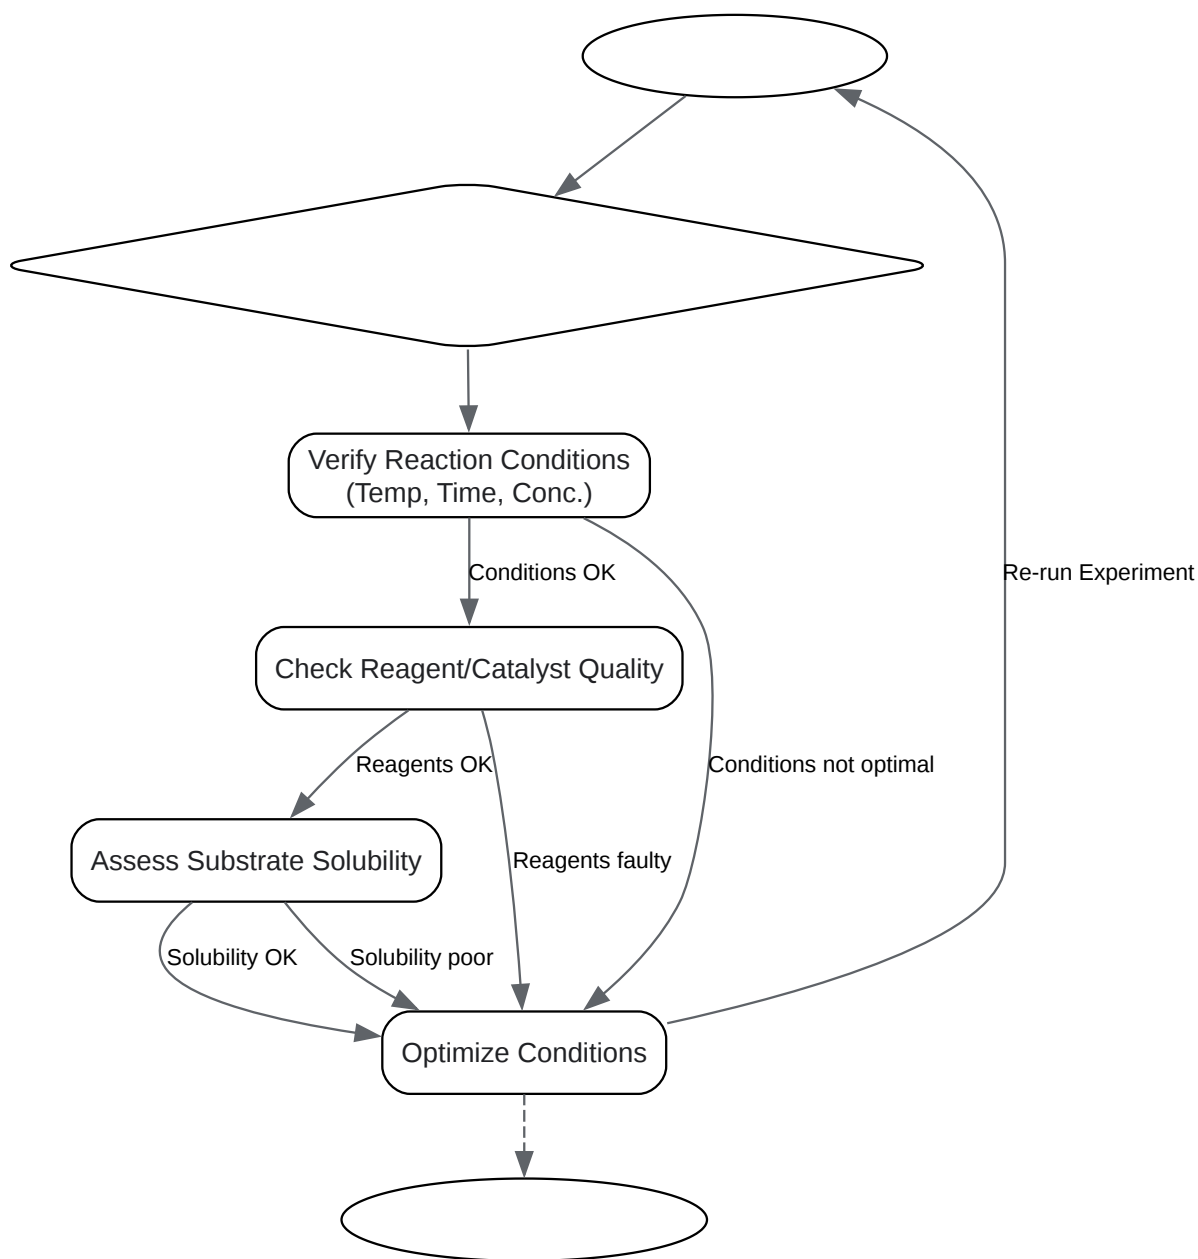 Verify Reaction Conditions
(Temp, Time, Conc.)
Conditions OK
Re-run Experiment
Check Reagent/Catalyst Quality
Reagents OK
Conditions not optimal
Assess Substrate Solubility
Reagents faulty
Solubility OK
Solubility poor
Optimize Conditions